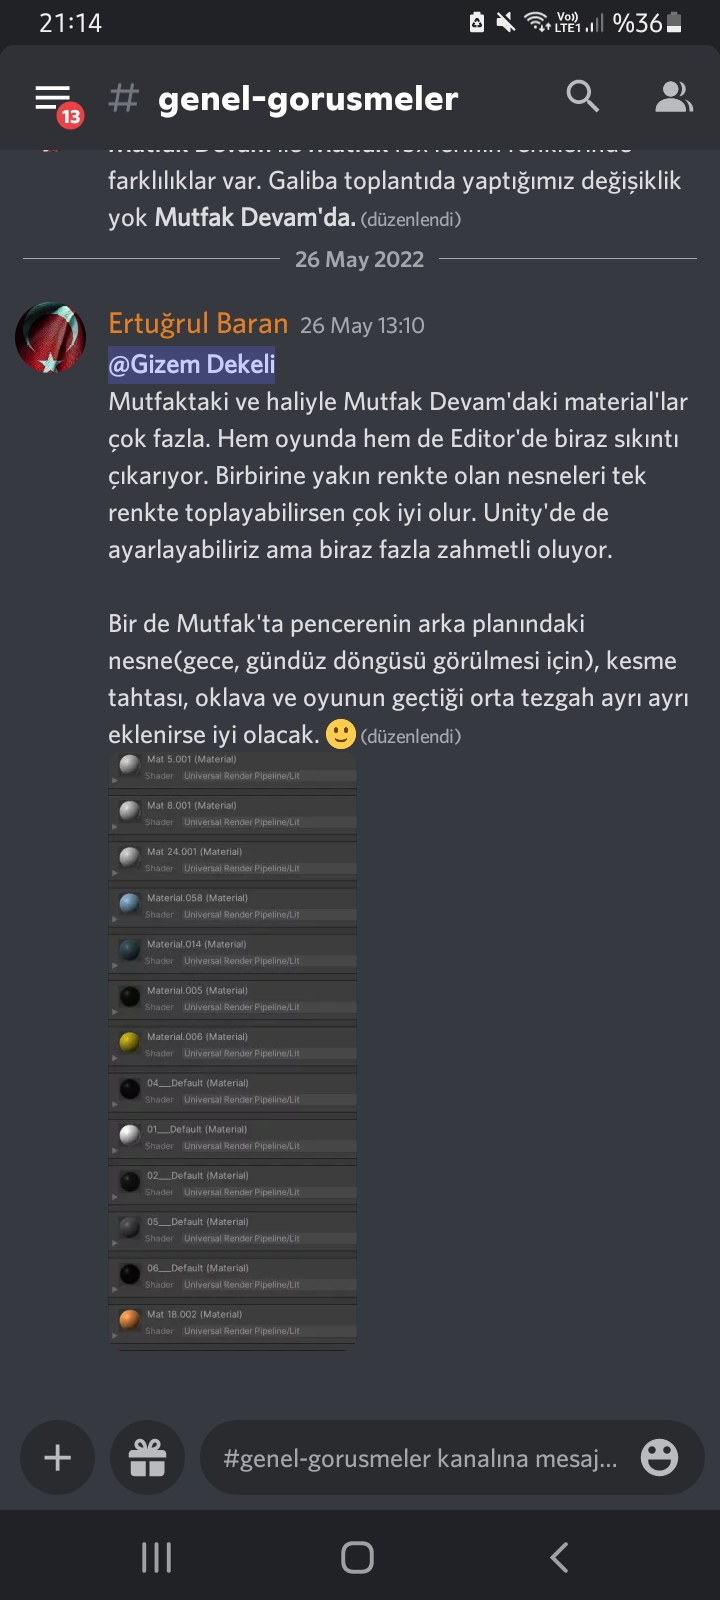 21:14
Vo))
LTE1
%36
13
# genel-gorusmeler
farklılıklar var. Galiba toplantıda yaptığımız değişiklik
yok Mutfak Devam'da. (düzenlendi)
26 May 2022
Ertuğrul Baran 26 May 13:10
@Gizem Dekeli
Mutfaktaki ve haliyle Mutfak Devam'daki material'lar
çok fazla. Hem oyunda hem de Editor'de biraz sıkıntı
çıkarıyor. Birbirine yakın renkte olan nesneleri tek
renkte toplayabilirsen çok iyi olur. Unity'de de
ayarlayabiliriz ama biraz fazla zahmetli oluyor.
Bir de Mutfak'ta pencerenin arka planındaki
nesne(gece, gündüz döngüsü görülmesi için), kesme
tahtası, oklava ve oyunun geçtiği orta tezgah ayrı ayrı
eklenirse iyi olacak. 🙂 (düzenlendi)
Mat 5.001 (Material)
Shader Universal Render Pipeline/Lit
Mat 8.001 (Material)
Shader Universal Render Pipeline/Lit
Mat 24.001 (Material)
Shader Universal Render Pipeline/Lit
Material.058 (Material)
Shader Universal Render Pipeline/Lit
Material.014 (Material)
Shader Universal Render Pipeline/Lit
Material.005 (Material)
Shader Universal Render Pipeline/Lit
Material.006 (Material)
Shader Universal Render Pipeline/Lit
04__Default (Material)
Shader Universal Render Pipeline/Lit
01__Default (Material)
Shader Universal Render Pipeline/Lit
02__Default (Material)
Shader Universal Render Pipeline/Lit
05__Default (Material)
Shader Universal Render Pipeline/Lit
06__Default (Material)
Shader Universal Render Pipeline/Lit
Mat 18.002 (Material)
Shader Universal Render Pipeline/Lit
#genel-gorusmeler kanalına mesaj...